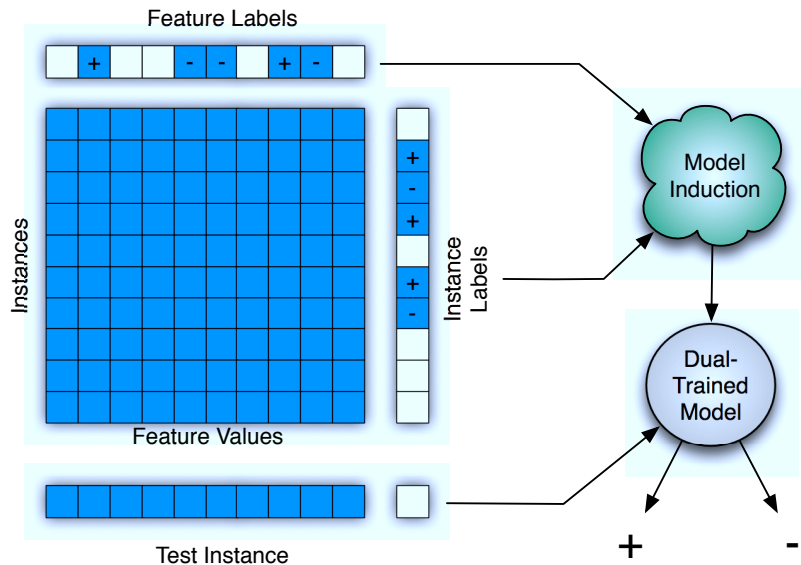 Feature Labels
+ - - + -
Instances
+
-
+
+
-
Instance
Labels
Feature Values
Test Instance
Model
Induction
Dual-
Trained
Model
+ -